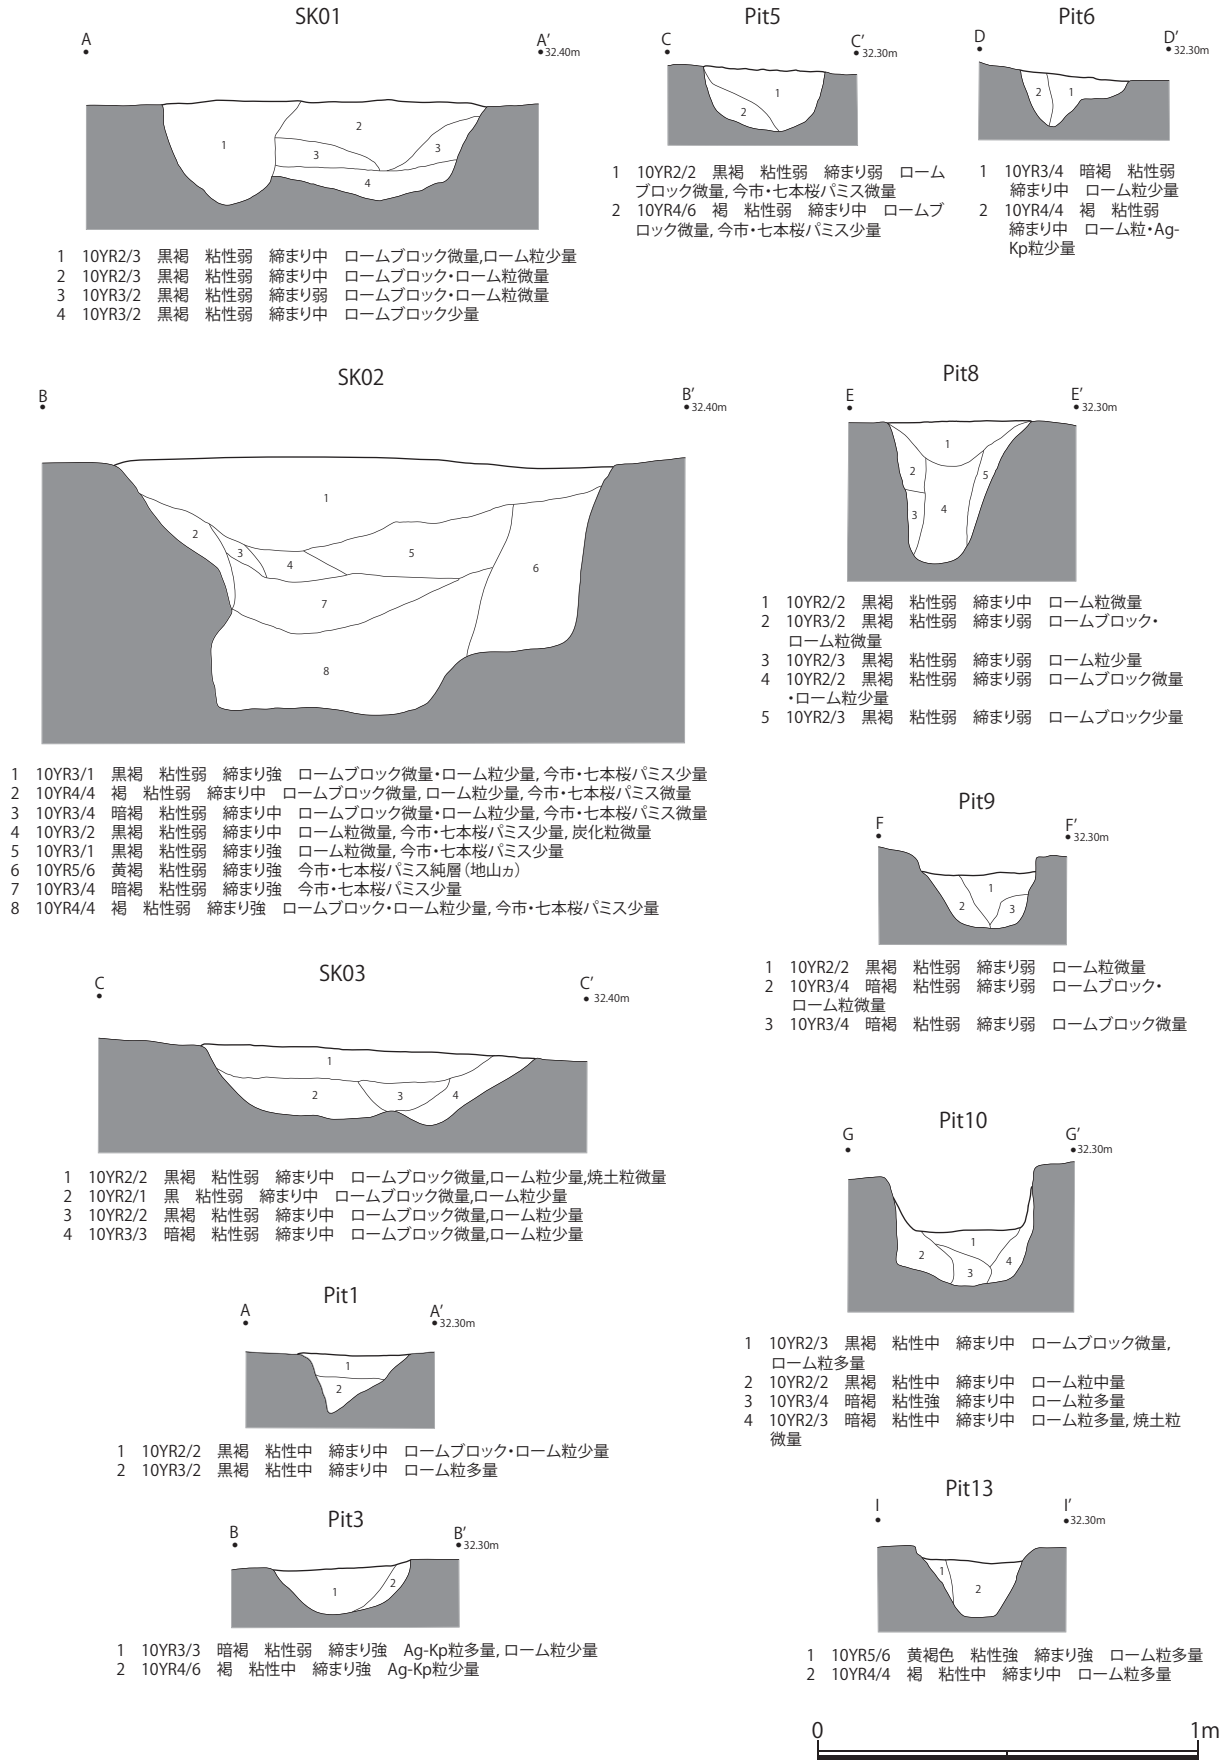 SK01
A
A′
32.40m
1
2
3
3
4
1 10YR2/3 黒褐 粘性弱 締まり中 ロームブロック微量,ローム粒少量
2 10YR2/3 黒褐 粘性弱 締まり中 ロームブロック・ローム粒微量
3 10YR3/2 黒褐 粘性弱 締まり弱 ロームブロック・ローム粒微量
4 10YR3/2 黒褐 粘性弱 締まり中 ロームブロック少量
Pit5
C
C′
32.30m
1
2
1 10YR2/2 黒褐 粘性弱 締まり弱 ローム
ブロック微量, 今市・七本桜パミス微量
2 10YR4/6 褐 粘性弱 締まり中 ロームブ
ロック微量, 今市・七本桜パミス少量
Pit6
D
D′
32.30m
2
1
1 10YR3/4 暗褐 粘性弱
締まり中 ローム粒少量
2 10YR4/4 褐 粘性弱
締まり中 ローム粒・Ag-
Kp粒少量
SK02
B
B′
32.40m
1
2
3
4
5
6
7
8
1 10YR3/1 黒褐 粘性弱 締まり強 ロームブロック微量・ローム粒少量, 今市・七本桜パミス少量
2 10YR4/4 褐 粘性弱 締まり中 ロームブロック微量, ローム粒少量, 今市・七本桜パミス微量
3 10YR3/4 暗褐 粘性弱 締まり中 ロームブロック微量・ローム粒少量, 今市・七本桜パミス微量
4 10YR3/2 黒褐 粘性弱 締まり中 ローム粒微量, 今市・七本桜パミス少量, 炭化粒微量
5 10YR3/1 黒褐 粘性弱 締まり強 ローム粒微量, 今市・七本桜パミス少量
6 10YR5/6 黄褐 粘性弱 締まり強 今市・七本桜パミス純層（地山ヵ）
7 10YR3/4 暗褐 粘性弱 締まり強 今市・七本桜パミス少量
8 10YR4/4 褐 粘性弱 締まり強 ロームブロック・ローム粒少量, 今市・七本桜パミス少量
Pit8
E
E′
32.30m
1
2
5
3
4
1 10YR2/2 黒褐 粘性弱 締まり中 ローム粒微量
2 10YR3/2 黒褐 粘性弱 締まり弱 ロームブロック・
ローム粒微量
3 10YR2/3 黒褐 粘性弱 締まり弱 ローム粒少量
4 10YR2/2 黒褐 粘性弱 締まり弱 ロームブロック微量
・ローム粒少量
5 10YR2/3 黒褐 粘性弱 締まり弱 ロームブロック少量
Pit9
F
F′
32.30m
1
2
3
1 10YR2/2 黒褐 粘性弱 締まり弱 ローム粒微量
2 10YR3/4 暗褐 粘性弱 締まり弱 ロームブロック・
ローム粒微量
3 10YR3/4 暗褐 粘性弱 締まり弱 ロームブロック微量
SK03
C
C′
32.40m
1
2
3
4
1 10YR2/2 黒褐 粘性弱 締まり中 ロームブロック微量,ローム粒少量,焼土粒微量
2 10YR2/1 黒 粘性弱 締まり中 ロームブロック微量,ローム粒少量
3 10YR2/2 黒褐 粘性弱 締まり中 ロームブロック微量,ローム粒少量
4 10YR3/3 暗褐 粘性弱 締まり中 ロームブロック微量,ローム粒少量
Pit10
G
G′
32.30m
1
2
3
4
1 10YR2/3 黒褐 粘性中 締まり中 ロームブロック微量,
ローム粒多量
2 10YR2/2 黒褐 粘性中 締まり中 ローム粒中量
3 10YR3/4 暗褐 粘性強 締まり中 ローム粒多量
4 10YR2/3 暗褐 粘性中 締まり中 ローム粒多量, 焼土粒
微量
Pit1
A
A′
32.30m
1
2
1 10YR2/2 黒褐 粘性中 締まり中 ロームブロック・ローム粒少量
2 10YR3/2 黒褐 粘性中 締まり中 ローム粒多量
Pit3
B
B′
32.30m
1
2
1 10YR3/3 暗褐 粘性弱 締まり強 Ag-Kp粒多量, ローム粒少量
2 10YR4/6 褐 粘性中 締まり強 Ag-Kp粒少量
Pit13
I
I′
32.30m
1
2
1 10YR5/6 黄褐色 粘性強 締まり強 ローム粒多量
2 10YR4/4 褐 粘性中 締まり中 ローム粒多量
0
1m